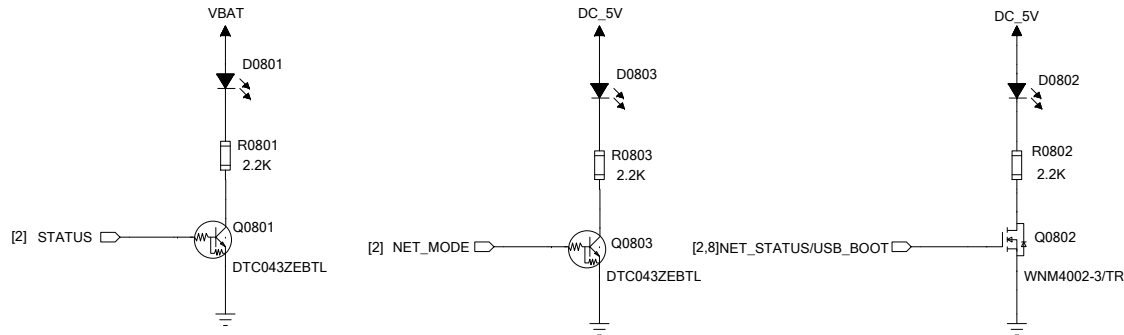 VBAT
D0801
R0801
2.2K
[2] STATUS
Q0801
DTC043ZEBTL
DC_5V
D0803
R0803
2.2K
[2] NET_MODE
Q0803
DTC043ZEBTL
DC_5V
D0802
R0802
2.2K
[2,8]NET_STATUS/USB_BOOT
Q0802
WNM4002-3/TR